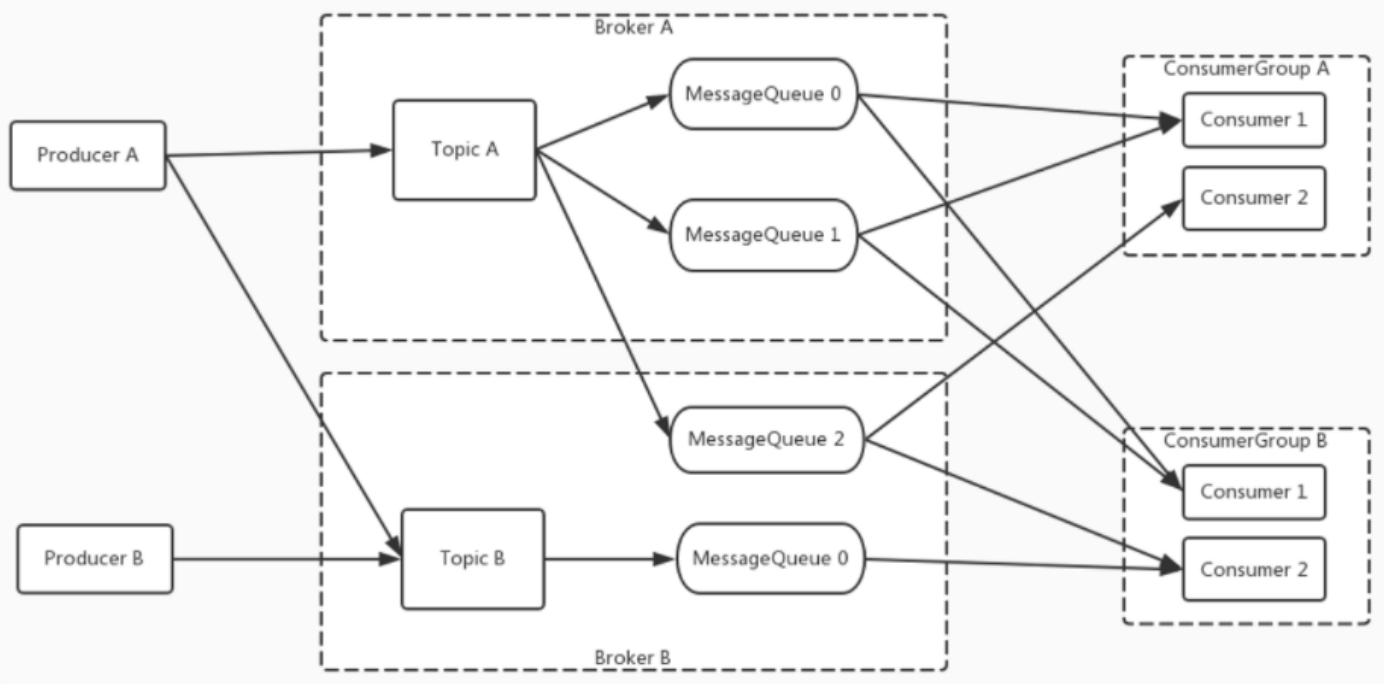 Broker A
MessageQueue 0
ConsumerGroup A
Consumer 1
Producer A
Topic A
Consumer 2
MessageQueue 1
MessageQueue 2
ConsumerGroup B
Consumer 1
Producer B
Topic B
MessageQueue 0
Consumer 2
Broker B